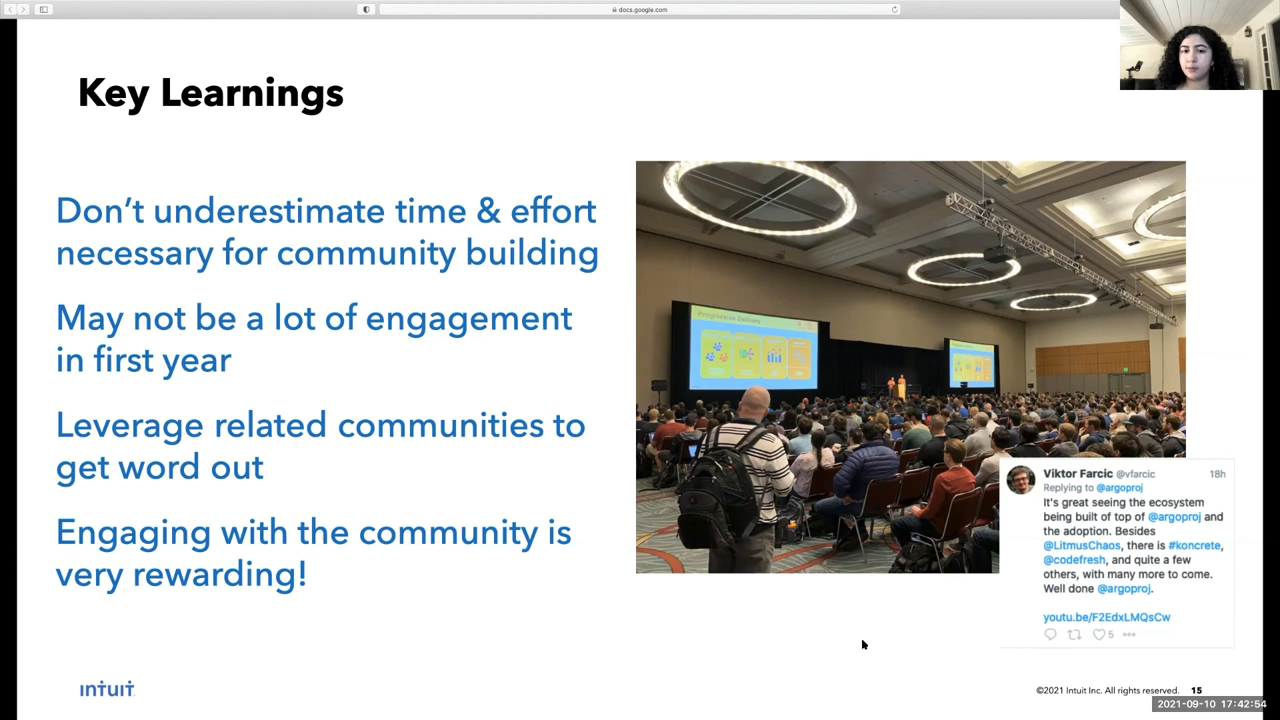 docs.google.com
Key Learnings
Don't underestimate time & effort
necessary for community building
May not be a lot of engagement
in first year
Leverage related communities to
get word out
Engaging with the community is
very rewarding!
Progressive Delivery
Viktor Farcic @vfarcic 18h
Replying to @argoproj
It's great seeing the ecosystem
being built of top of @argoproj and
the adoption. Besides
@LitmusChaos, there is #koncrete,
@codefresh, and quite a few
others, with many more to come.
Well done @argoproj.
youtu.be/F2EdxLMQsCw
5
intuit
©2021 Intuit Inc. All rights reserved. 15
2021-09-10 17:42:54